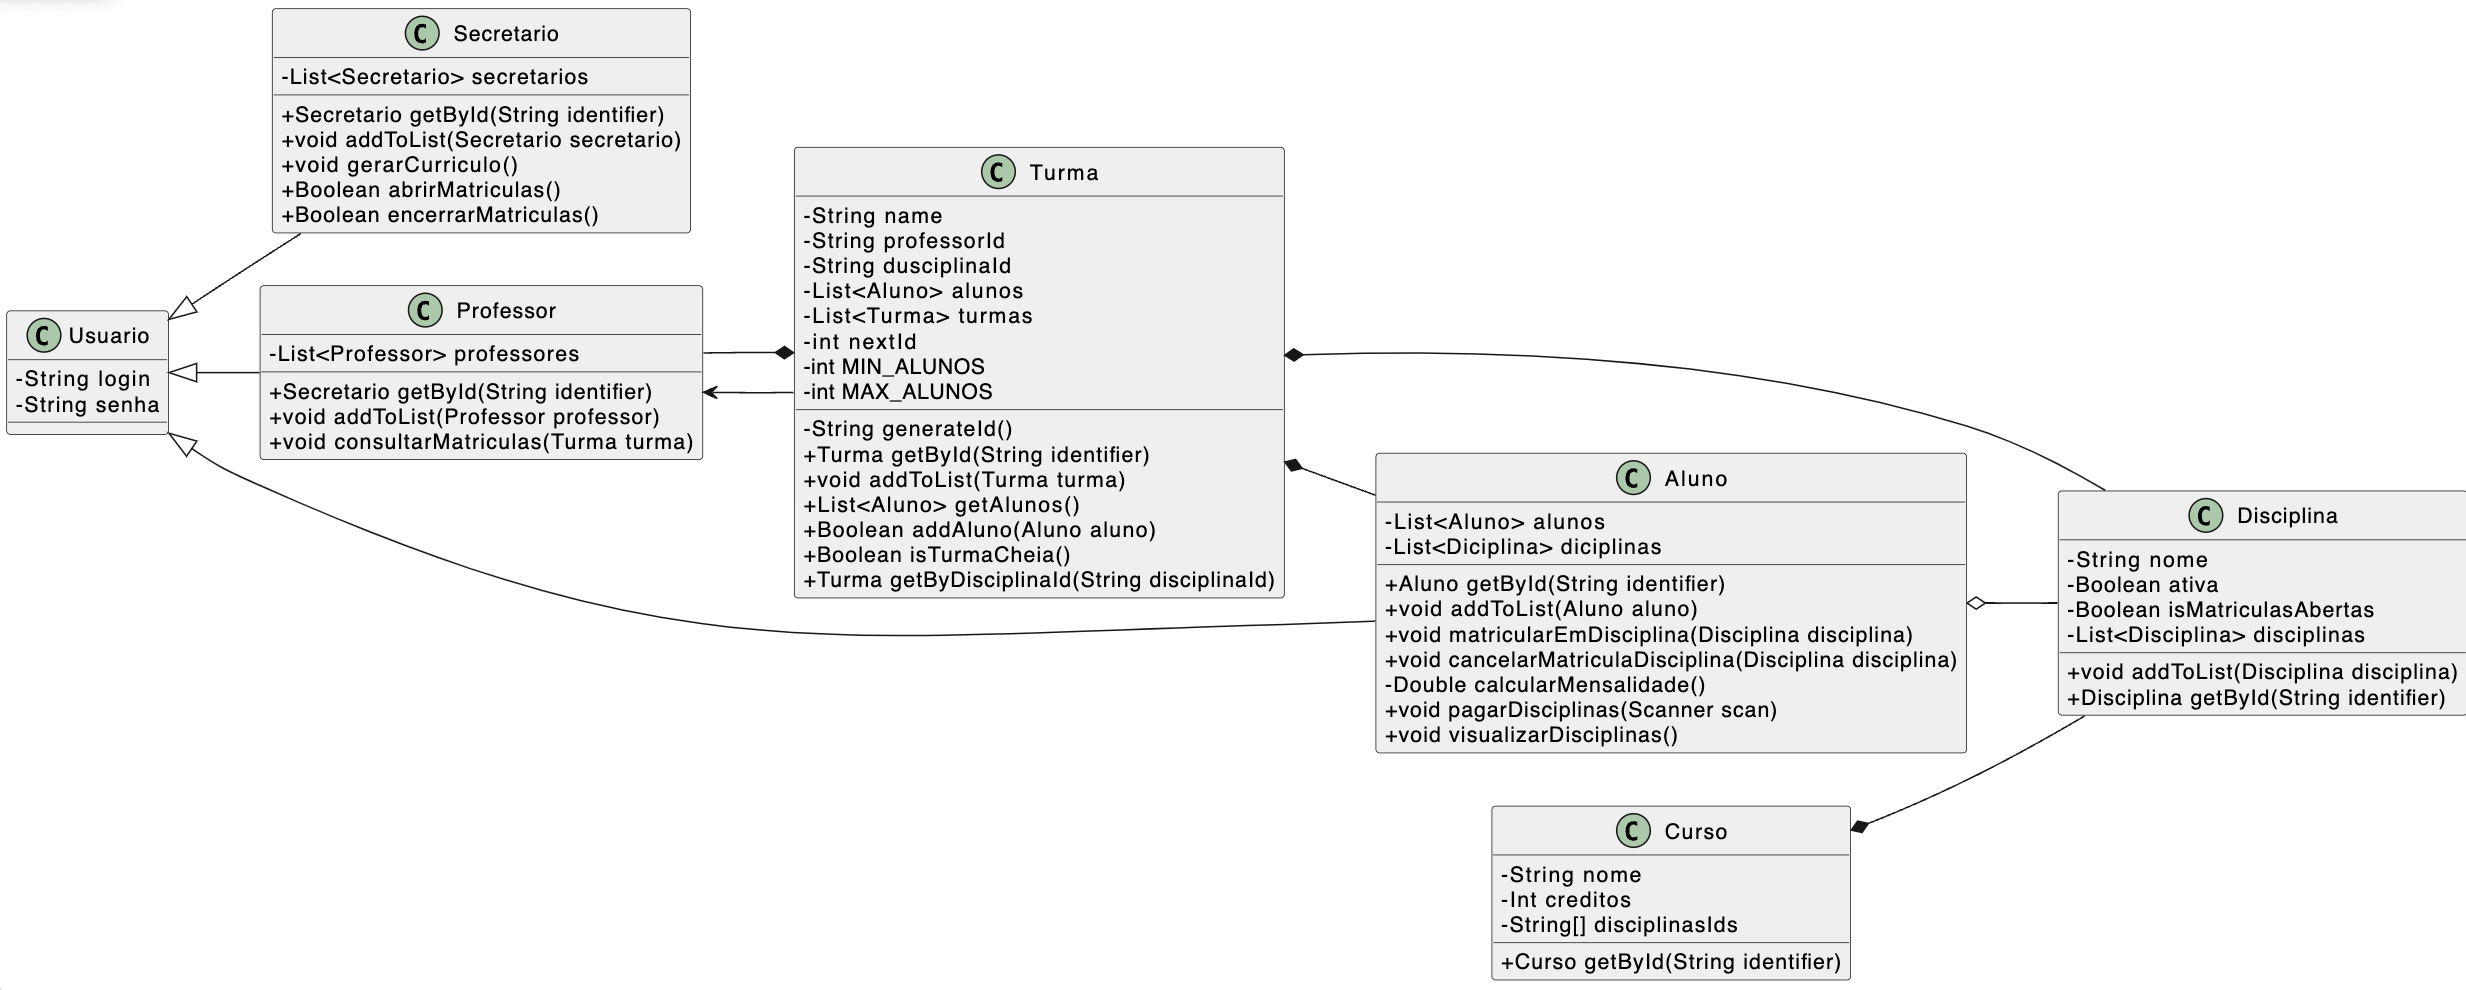 C Secretario
-List<Secretario> secretarios
+Secretario getById(String identifier)
+void addToList(Secretario secretario)
+void gerarCurriculo()
+Boolean abrirMatriculas()
+Boolean encerrarMatriculas()
C Usuario
-String login
-String senha
C Professor
-List<Professor> professores
+Secretario getById(String identifier)
+void addToList(Professor professor)
+void consultarMatriculas(Turma turma)
C Turma
-String name
-String professorId
-String dusciplinaId
-List<Aluno> alunos
-List<Turma> turmas
-int nextId
-int MIN_ALUNOS
-int MAX_ALUNOS
-String generateId()
+Turma getById(String identifier)
+void addToList(Turma turma)
+List<Aluno> getAlunos()
+Boolean addAluno(Aluno aluno)
+Boolean isTurmaCheia()
+Turma getByDisciplinaId(String disciplinaId)
C Aluno
-List<Aluno> alunos
-List<Diciplina> diciplinas
+Aluno getById(String identifier)
+void addToList(Aluno aluno)
+void matricularEmDisciplina(Disciplina disciplina)
+void cancelarMatriculaDisciplina(Disciplina disciplina)
-Double calcularMensalidade()
+void pagarDisciplinas(Scanner scan)
+void visualizarDisciplinas()
C Disciplina
-String nome
-Boolean ativa
-Boolean isMatriculasAbertas
-List<Disciplina> disciplinas
+void addToList(Disciplina disciplina)
+Disciplina getById(String identifier)
C Curso
-String nome
-Int creditos
-String[] disciplinasIds
+Curso getById(String identifier)